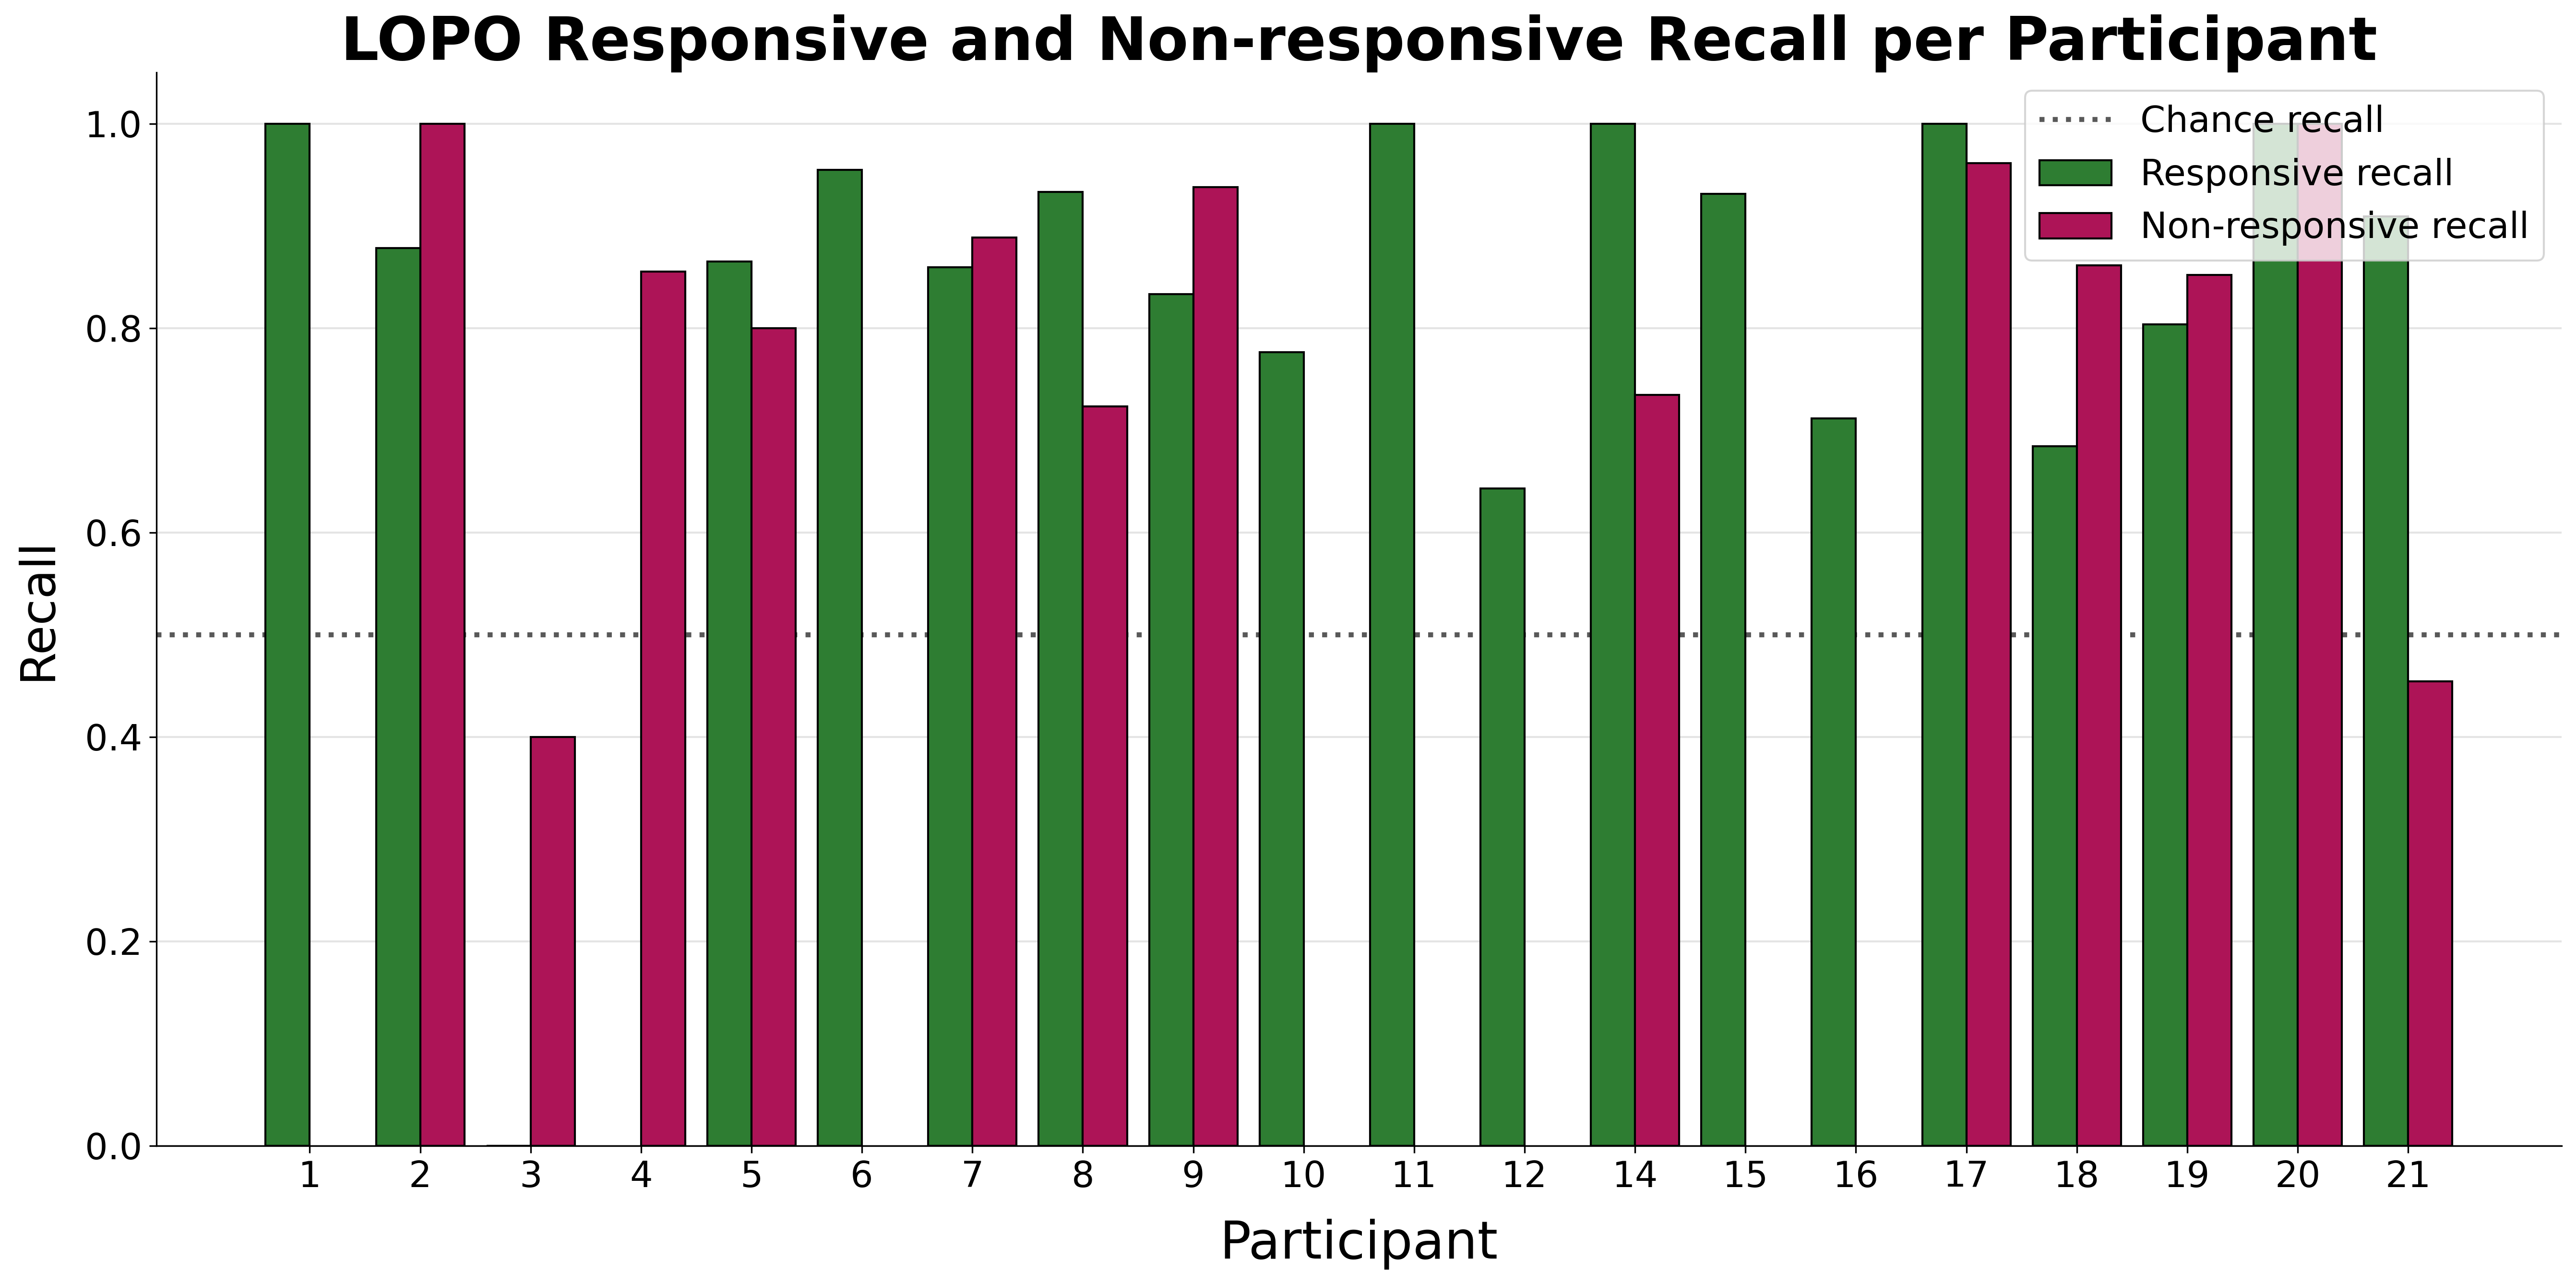 LOPO Responsive and Non-responsive Recall per Participant
Chance recall
Responsive recall
Non-responsive recall
1.0
0.8
0.6
0.4
0.2
0.0
Recall
1 2 3 4 5 6 7 8 9 10 11 12 14 15 16 17 18 19 20 21
Participant